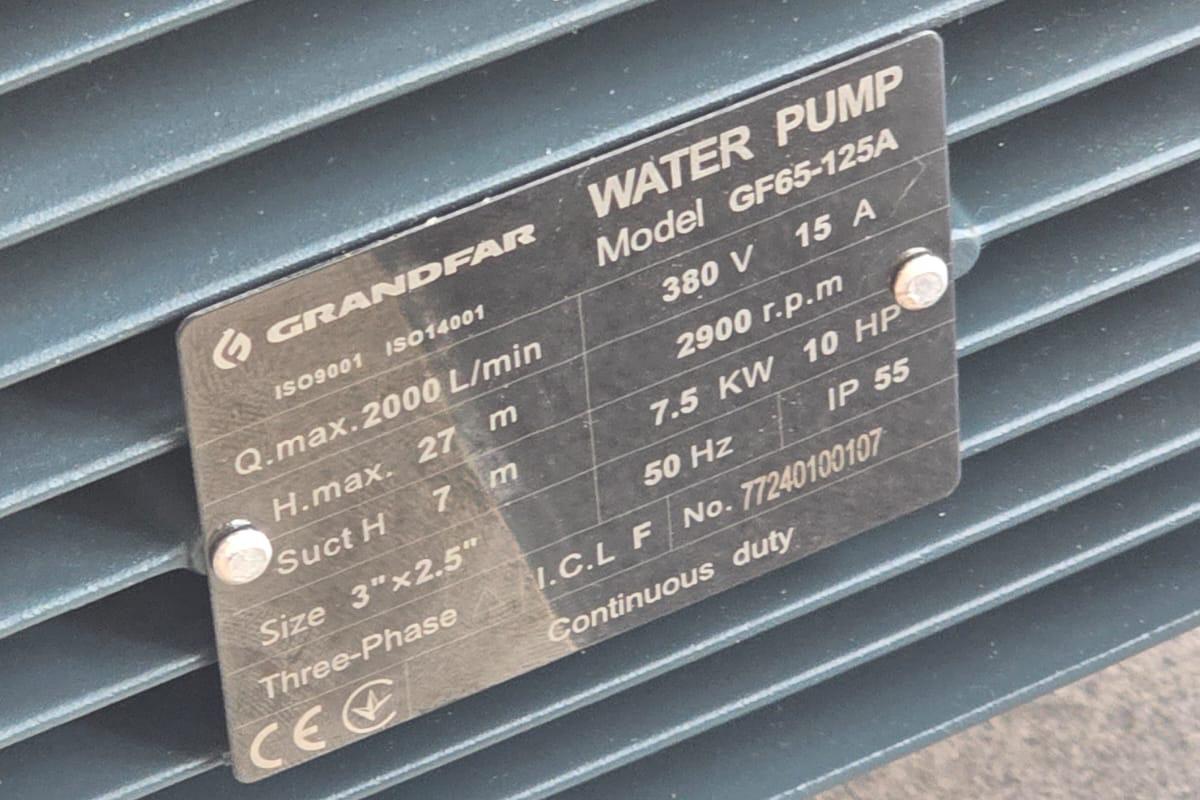 GRANDFAR
ISO9001 ISO14001
WATER PUMP
Model GF65-125A
Q.max.2000 L/min
380 V 15 A
H.max. 27 m
2900 r.p.m
Suct H 7 m
7.5 KW 10 HP
Size 3"×2.5"
50 Hz IP 55
Three-Phase I.C.L F No. 77240100107
CE Continuous duty